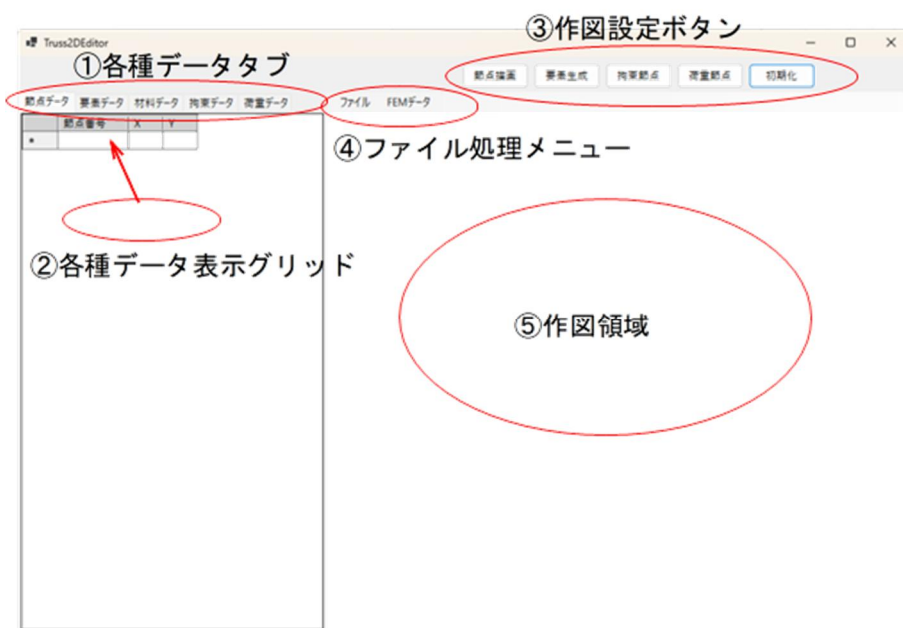 Truss2DEditor
③作図設定ボタン
①各種データタブ
節点描画 要素生成 拘束節点 荷重節点 初期化
節点データ 要素データ 材料データ 拘束データ 荷重データ
ファイル FEMデータ
節点番号 X Y
*
④ファイル処理メニュー
②各種データ表示グリッド
⑤作図領域